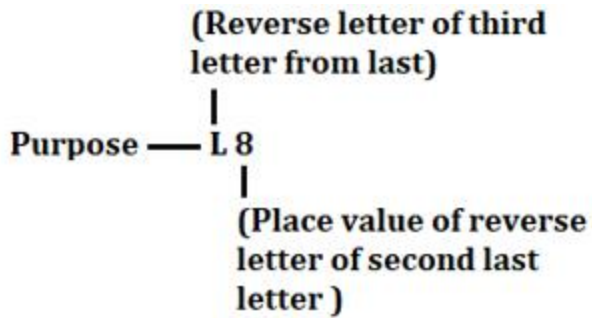 (Reverse letter of third
letter from last)
Purpose — L 8
(Place value of reverse
letter of second last
letter )